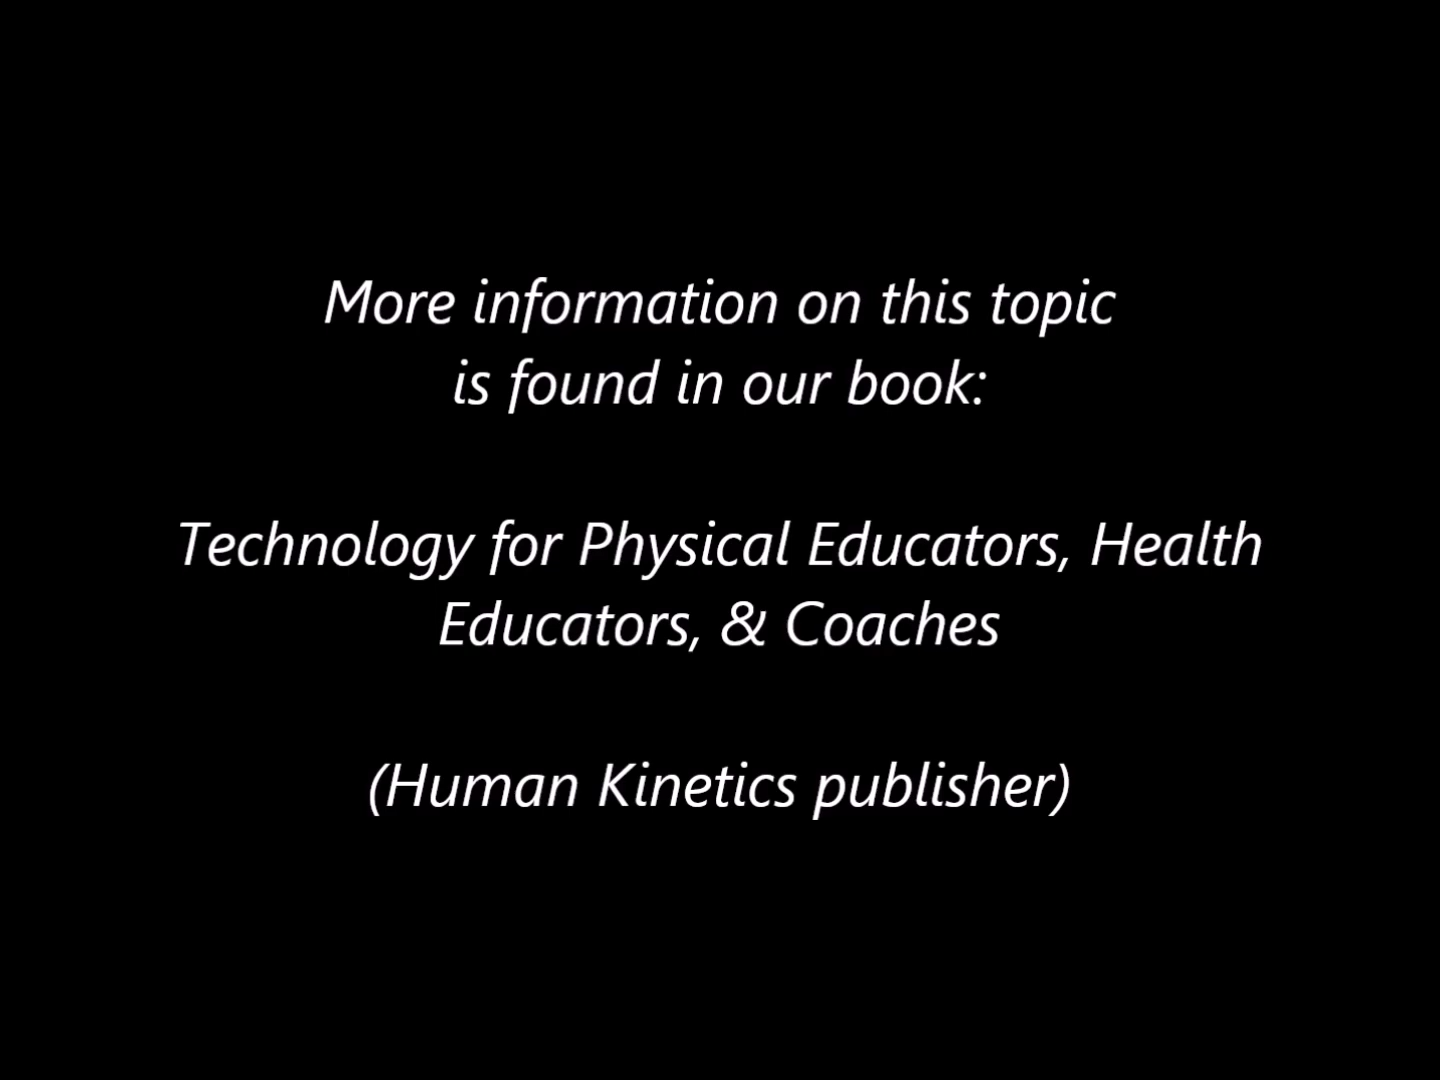 More information on this topic
is found in our book:
Technology for Physical Educators, Health
Educators, & Coaches
(Human Kinetics publisher)